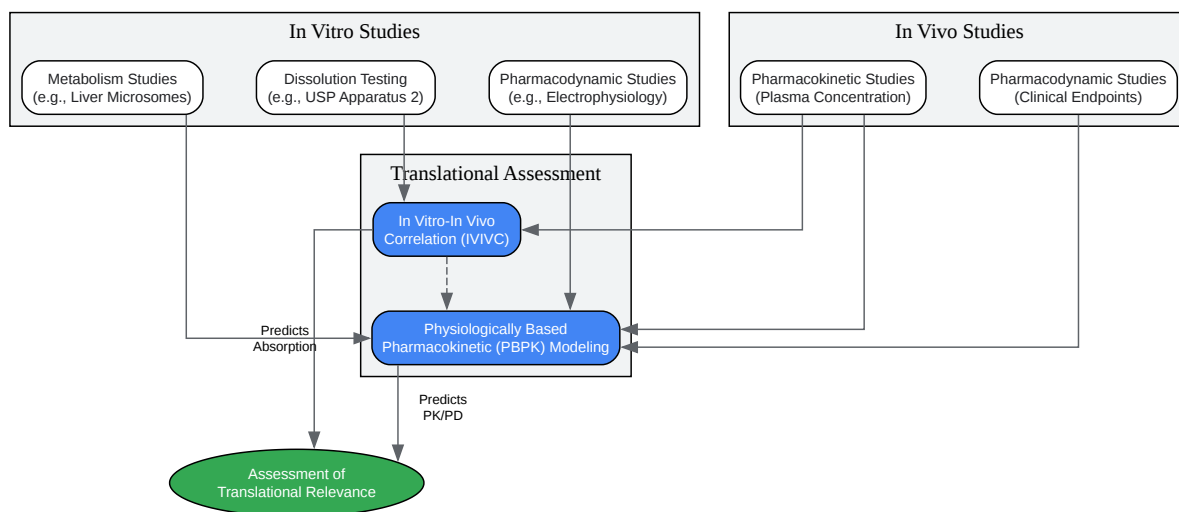 In Vitro Studies
Metabolism Studies
(e.g., Liver Microsomes)
Dissolution Testing
(e.g., USP Apparatus 2)
Pharmacodynamic Studies
(e.g., Electrophysiology)
In Vivo Studies
Pharmacokinetic Studies
(Plasma Concentration)
Pharmacodynamic Studies
(Clinical Endpoints)
Translational Assessment
In Vitro-In Vivo
Correlation (IVIVC)
Physiologically Based
Pharmacokinetic (PBPK) Modeling
Predicts
Absorption
Predicts
PK/PD
Assessment of
Translational Relevance